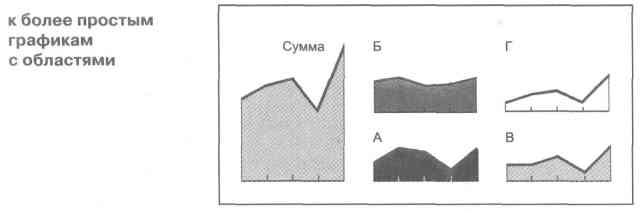 к более простым
графикам
с областями
Сумма
Б
Г
А
В